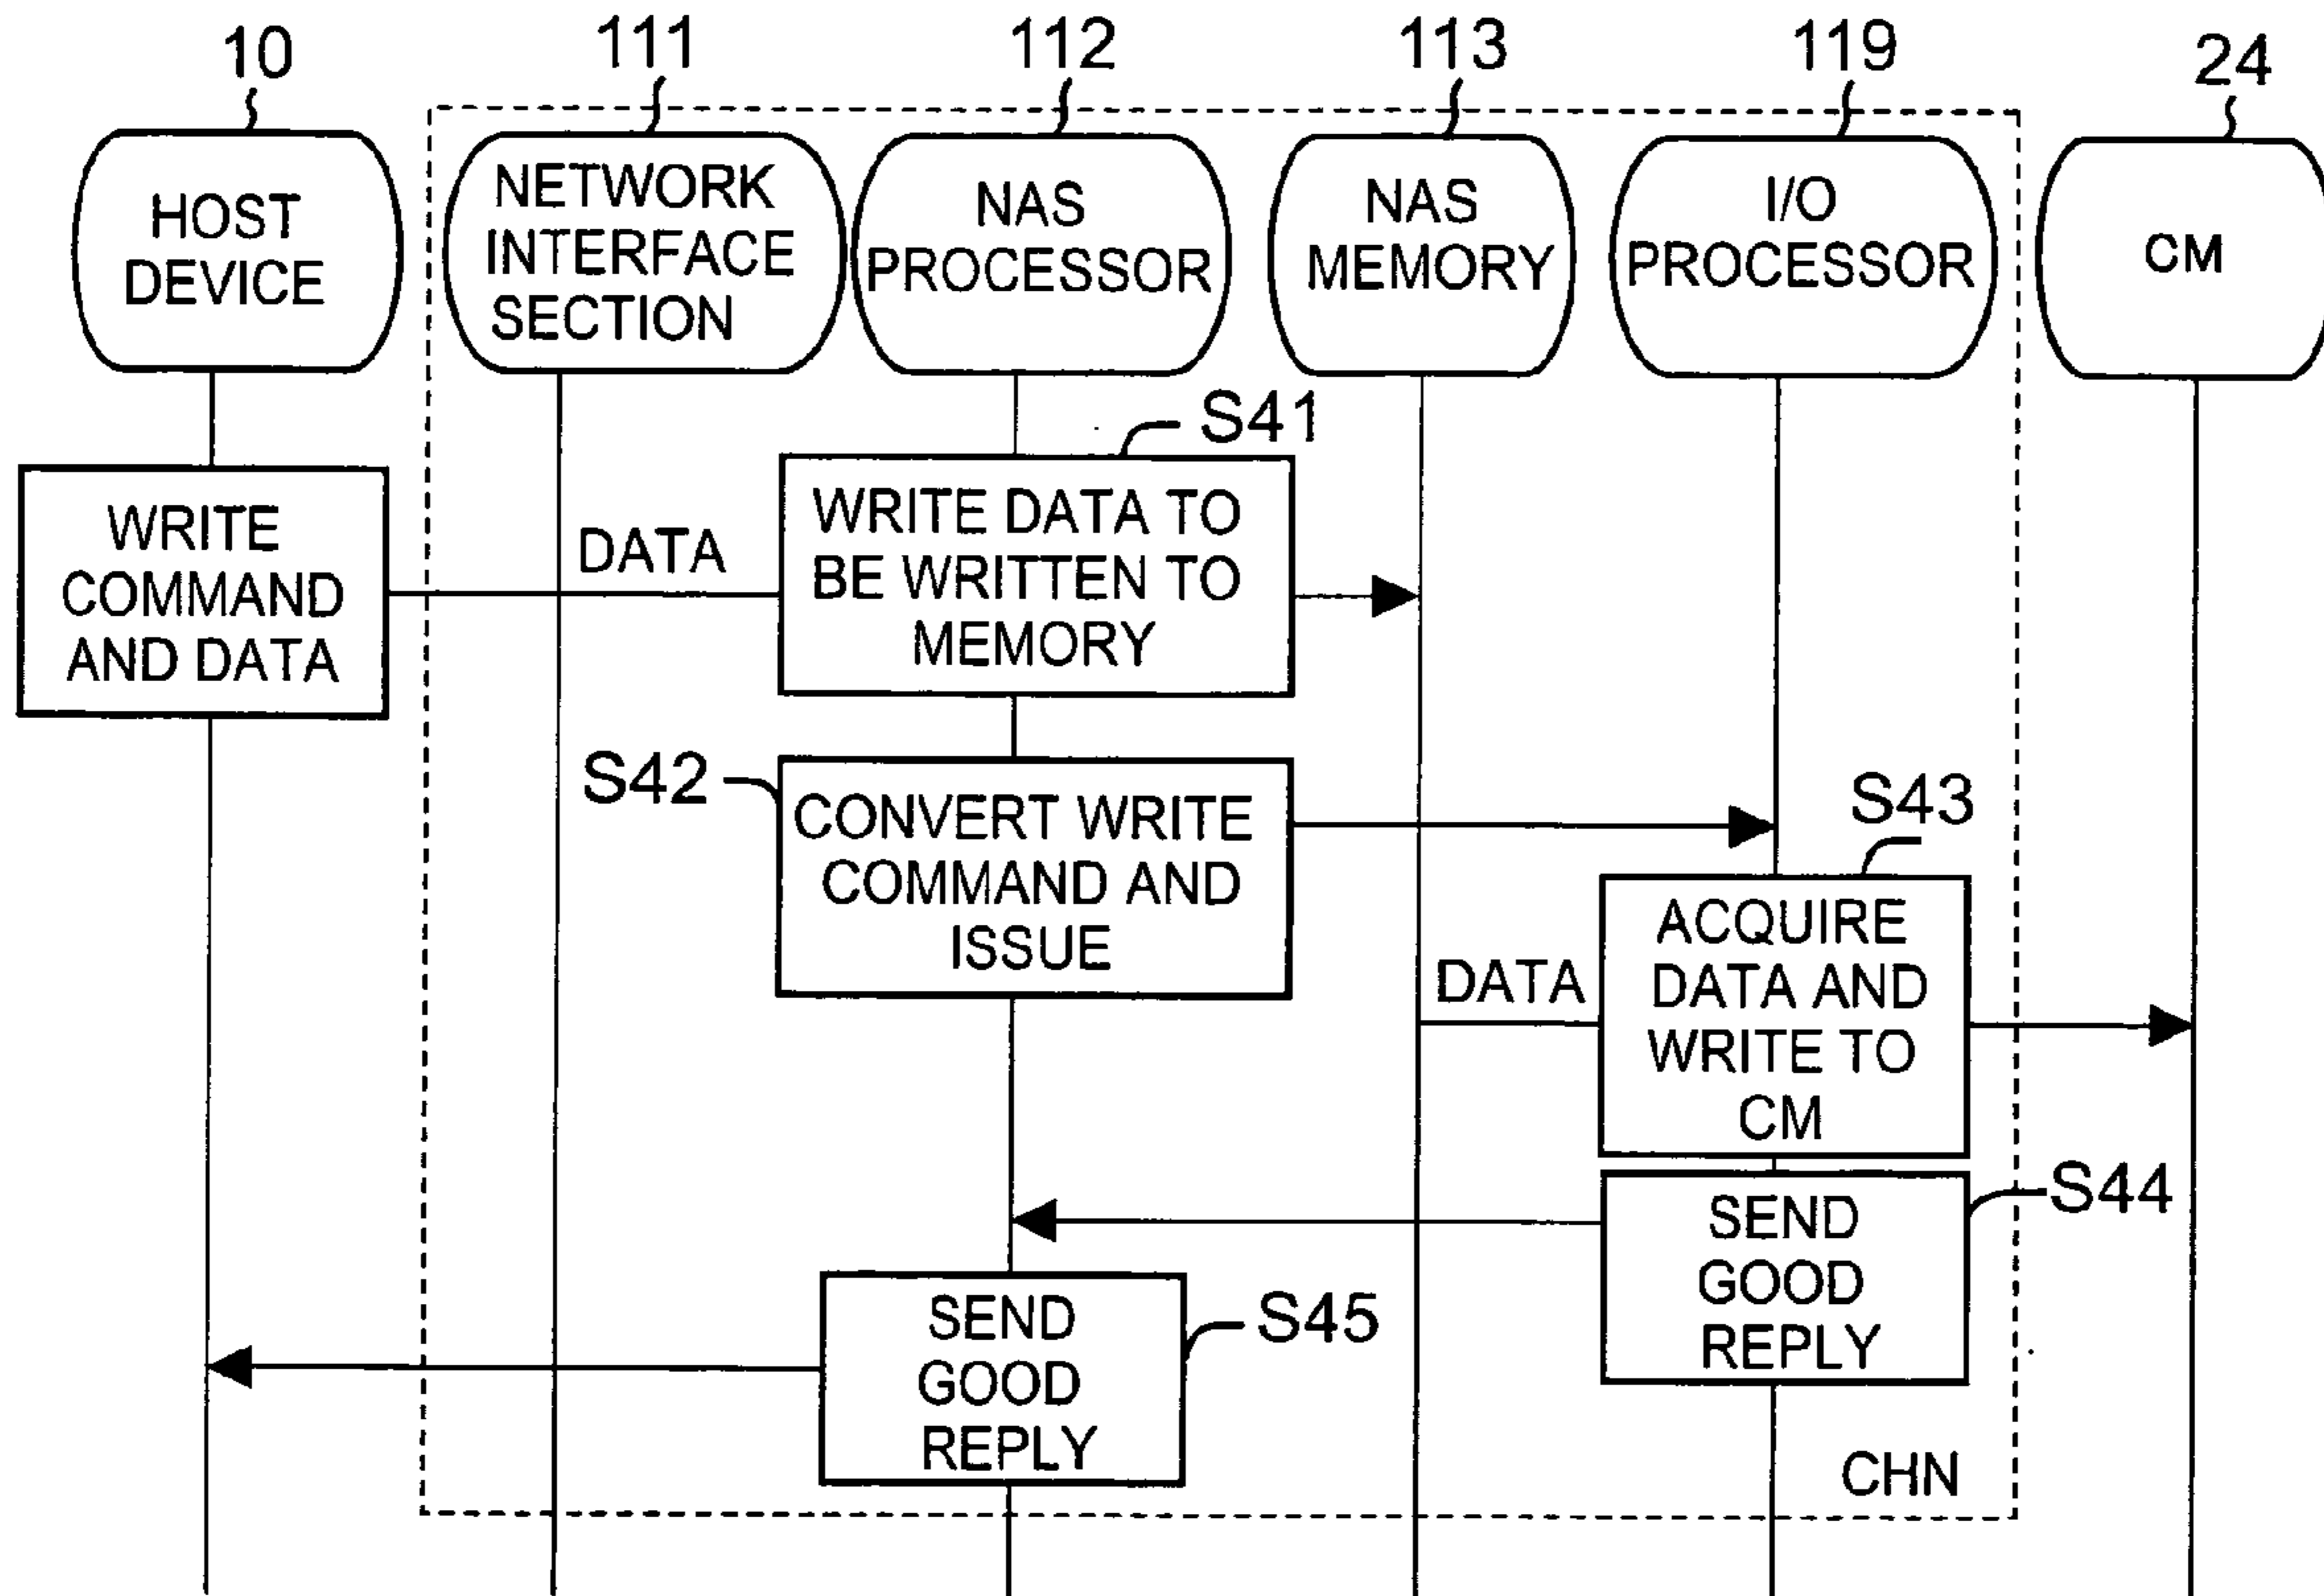 10
111
112
113
119
24
HOST
DEVICE
NETWORK
INTERFACE
SECTION
NAS
PROCESSOR
NAS
MEMORY
I/O
PROCESSOR
CM
S41
WRITE
COMMAND
AND DATA
DATA
WRITE DATA TO
BE WRITTEN TO
MEMORY
S42
CONVERT WRITE
COMMAND AND
ISSUE
S43
DATA
ACQUIRE
DATA AND
WRITE TO
CM
S44
SEND
GOOD
REPLY
S45
SEND
GOOD
REPLY
CHN